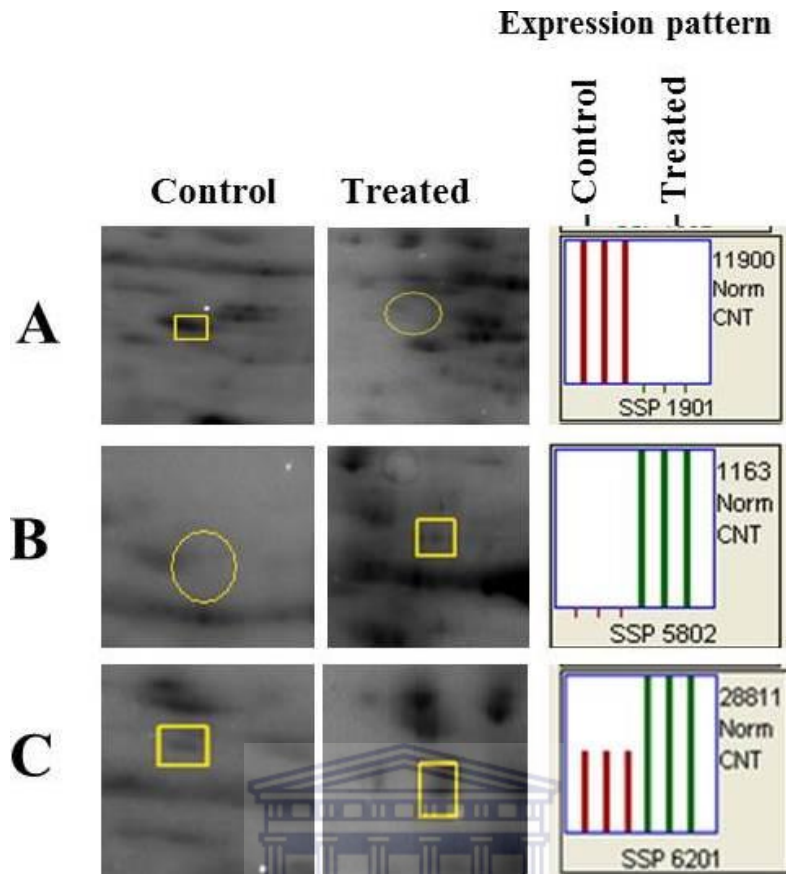 Expression pattern
Control
Treated
Control
Treated
A
11900
Norm
CNT
SSP 1901
B
1163
Norm
CNT
SSP 5802
C
28811
Norm
CNT
SSP 6201